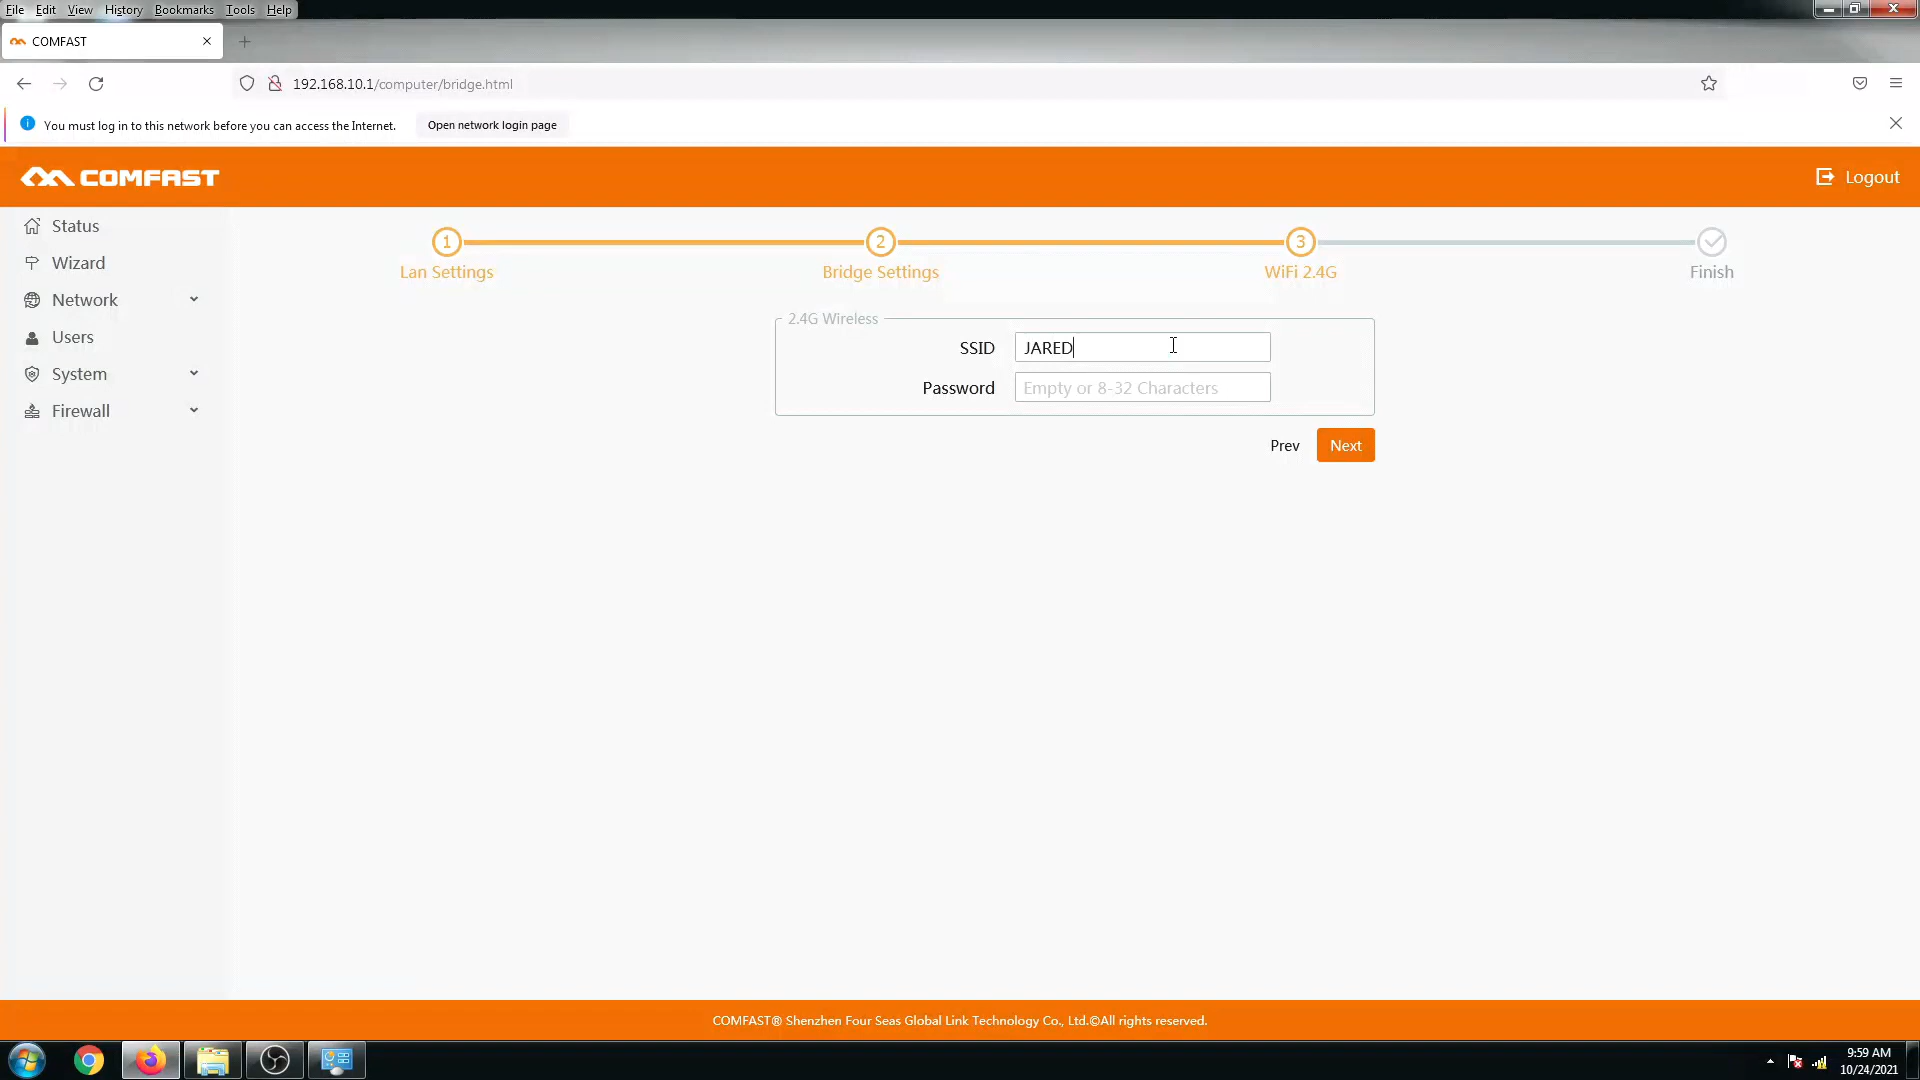 File Edit View History Bookmarks Tools Help
COMFAST
192.168.10.1/computer/bridge.html
You must log in to this network before you can access the Internet. Open network login page
COMFAST
Logout
Status
Wizard
Network
Users
System
Firewall
1 2 3
Lan Settings Bridge Settings WiFi 2.4G Finish
2.4G Wireless
SSID JARED
Password Empty or 8-32 Characters
Prev Next
COMFAST® Shenzhen Four Seas Global Link Technology Co., Ltd.©All rights reserved.
9:59 AM
10/24/2021